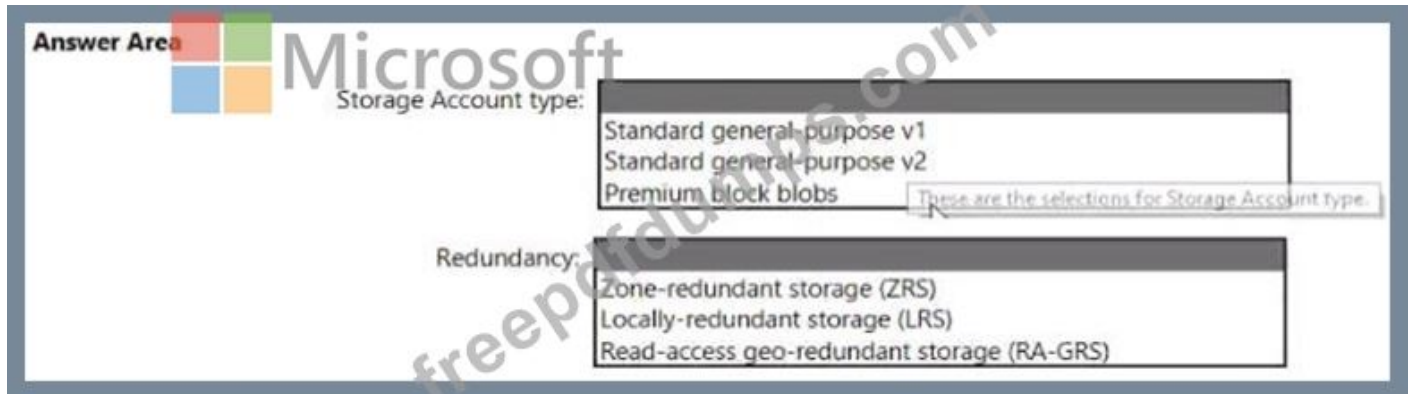 Answer Area
Microsoft
Storage Account type:
Standard general-purpose v1
Standard general-purpose v2
Premium block blobs
These are the selections for Storage Account type.
Redundancy:
Zone-redundant storage (ZRS)
Locally-redundant storage (LRS)
Read-access geo-redundant storage (RA-GRS)
freepdfdumps.com